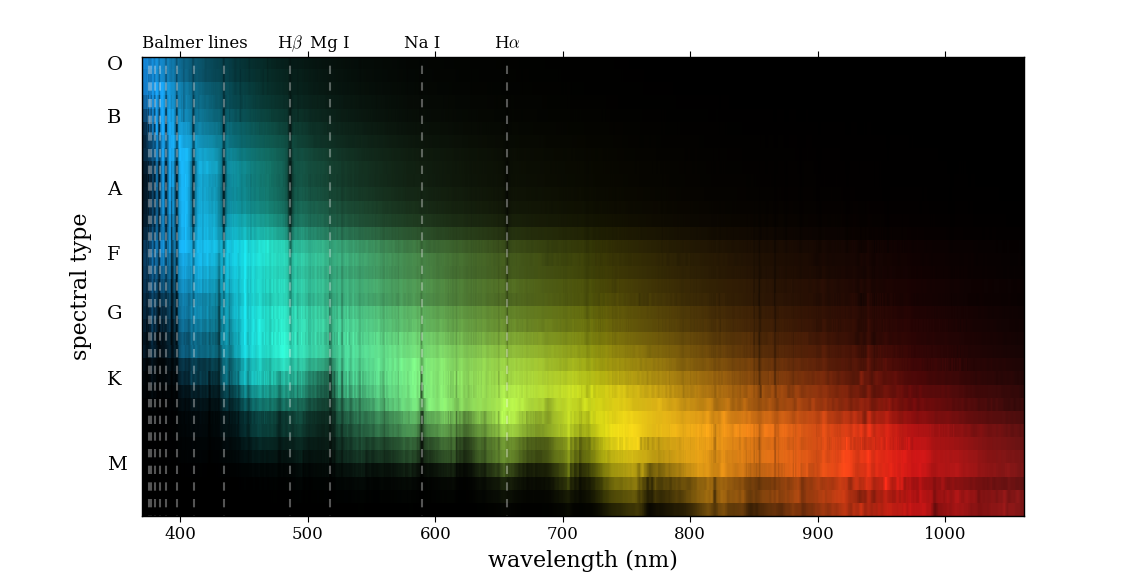 Balmer lines Hβ Mg I Na I Hα
O
B
A
F
G
K
M
spectral type
400 500 600 700 800 900 1000
wavelength (nm)